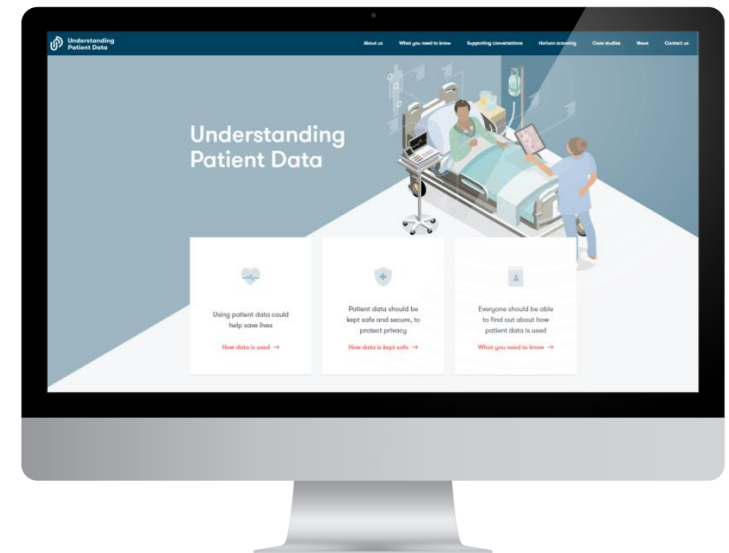 Understanding
Patient Data
About us What you need to know Supporting conversations Horizon scanning Case studies News Contact us
Understanding
Patient Data
Using patient data could
help save lives
How data is used →
Patient data should be
kept safe and secure, to
protect privacy
How data is kept safe →
Everyone should be able
to find out about how
patient data is used
What you need to know →